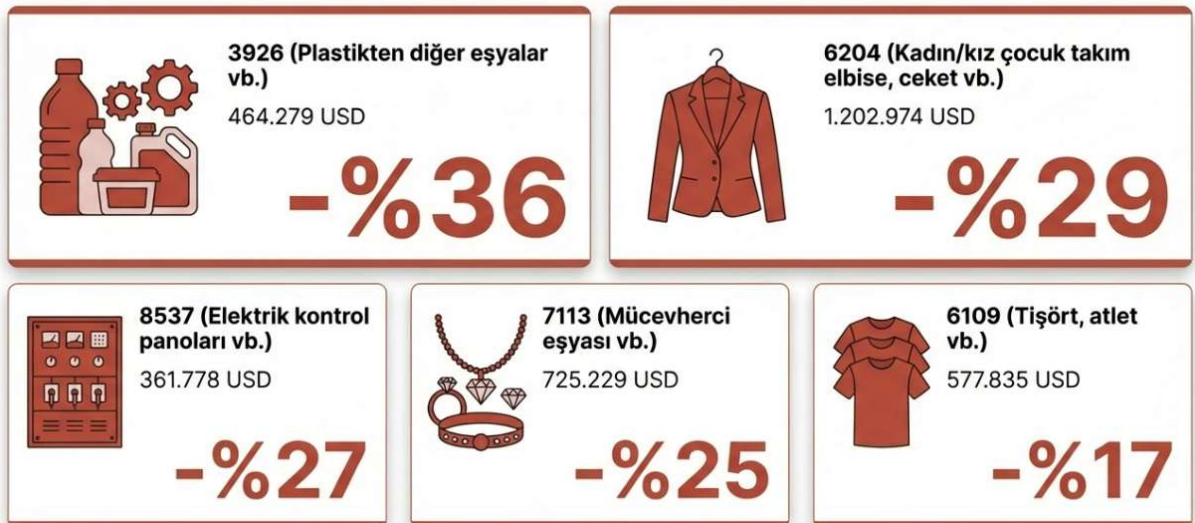 3926 (Plastikten diğer eşyalar
vb.)
464.279 USD
-%36
6204 (Kadın/kız çocuk takım
elbise, ceket vb.)
1.202.974 USD
-%29
8537 (Elektrik kontrol
panoları vb.)
361.778 USD
-%27
7113 (Mücevherci
eşyası vb.)
725.229 USD
-%25
6109 (Tişört, atlet
vb.)
577.835 USD
-%17